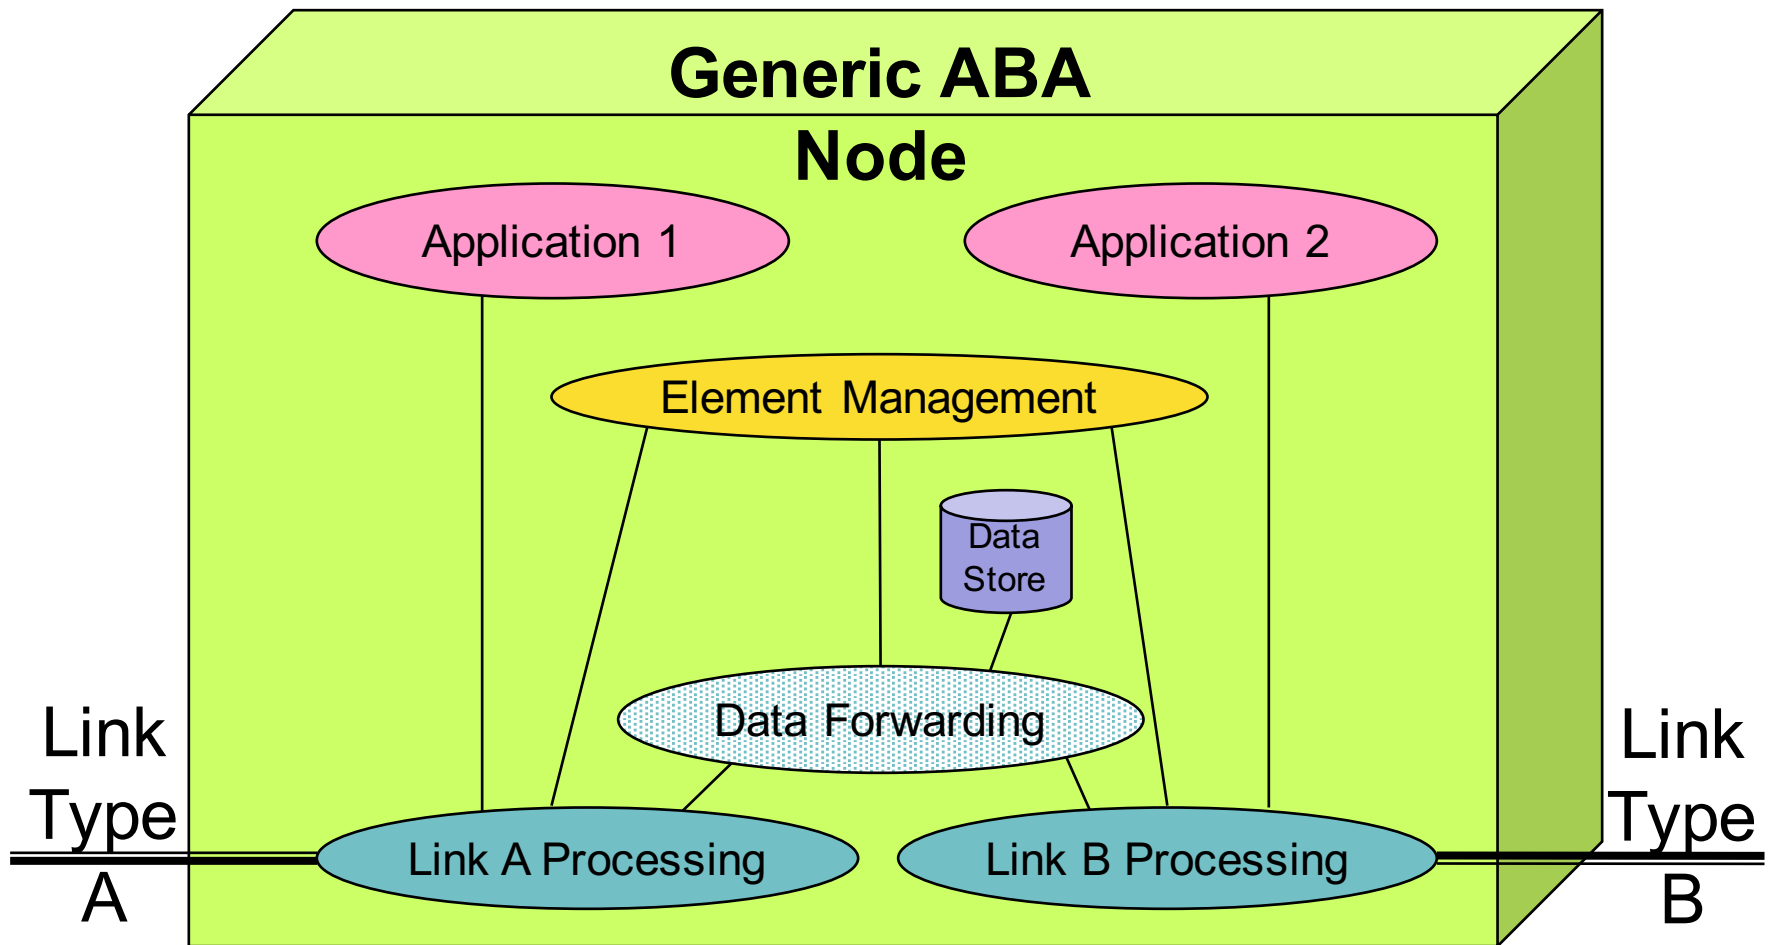 Generic ABA
Node
Application 1
Application 2
Element Management
Data
Store
Data Forwarding
Link
Type
A
Link A Processing
Link B Processing
Link
Type
B